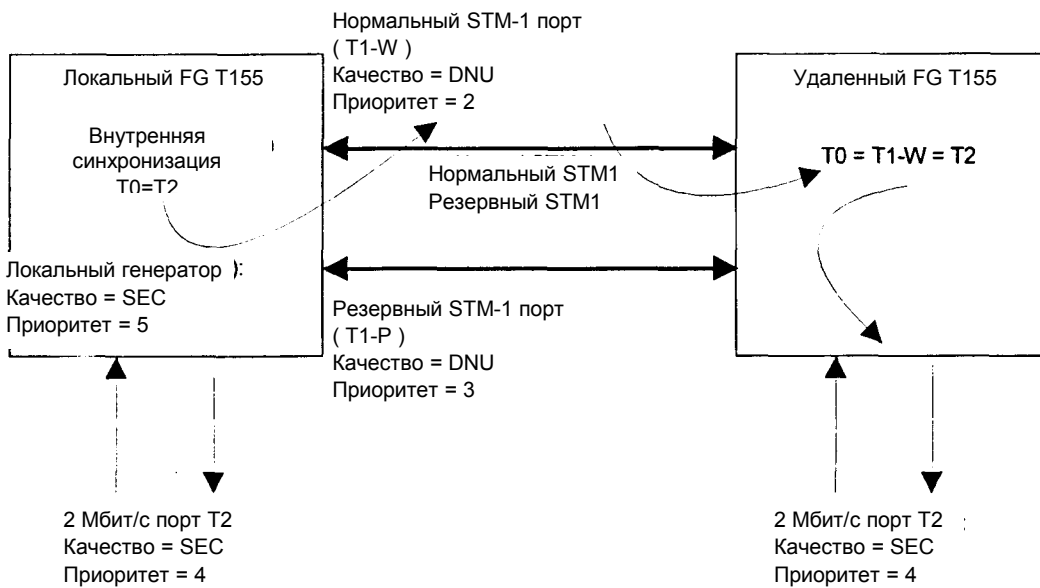 Нормальный STM-1 порт
( T1-W )
Качество = DNU
Приоритет = 2
Локальный FG T155
Внутренняя
синхронизация
T0=T2
Локальный генератор ):
Качество = SEC
Приоритет = 5
Нормальный STM1
Резервный STM1
Удаленный FG T155
T0 = T1-W = T2
Резервный STM-1 порт
( T1-P )
Качество = DNU
Приоритет = 3
2 Мбит/с порт T2
Качество = SEC
Приоритет = 4
2 Мбит/с порт T2 :
Качество = SEC
Приоритет = 4